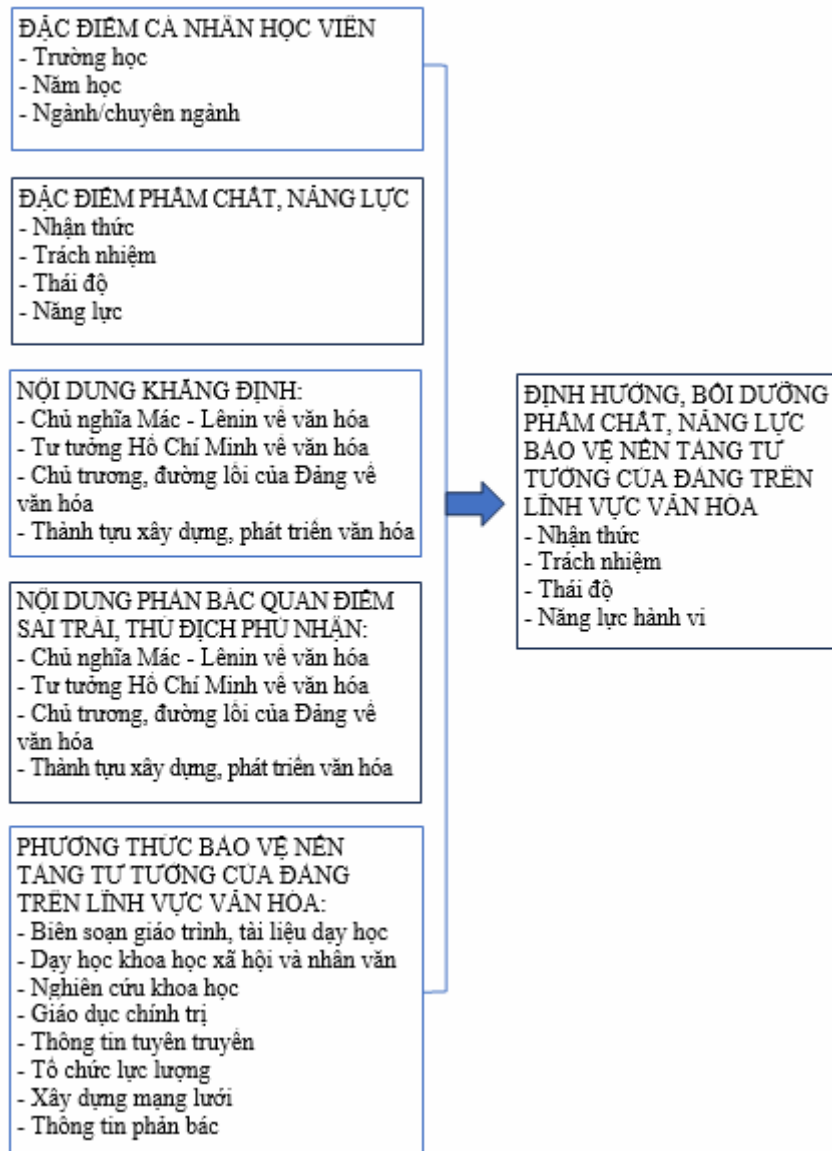 ĐẶC ĐIỂM CÁ NHÂN HỌC VIÊN
- Trường học
- Năm học
- Ngành/chuyên ngành
ĐẶC ĐIỂM PHẨM CHẤT, NĂNG LỰC
- Nhận thức
- Trách nhiệm
- Thái độ
- Năng lực
NỘI DUNG KHẲNG ĐỊNH:
- Chủ nghĩa Mác - Lênin về văn hóa
- Tư tưởng Hồ Chí Minh về văn hóa
- Chủ trương, đường lối của Đảng về
văn hóa
- Thành tựu xây dựng, phát triển văn hóa
NỘI DUNG PHẢN BÁC QUAN ĐIỂM
SAI TRÁI, THÙ ĐỊCH PHỦ NHẬN:
- Chủ nghĩa Mác - Lênin về văn hóa
- Tư tưởng Hồ Chí Minh về văn hóa
- Chủ trương, đường lối của Đảng về
văn hóa
- Thành tựu xây dựng, phát triển văn hóa
PHƯƠNG THỨC BẢO VỆ NỀN
TẢNG TƯ TƯỞNG CỦA ĐẢNG
TRÊN LĨNH VỰC VĂN HÓA:
- Biên soạn giáo trình, tài liệu dạy học
- Dạy học khoa học xã hội và nhân văn
- Nghiên cứu khoa học
- Giáo dục chính trị
- Thông tin tuyên truyền
- Tổ chức lực lượng
- Xây dựng mạng lưới
- Thông tin phản bác
ĐỊNH HƯỚNG, BỒI DƯỠNG
PHẨM CHẤT, NĂNG LỰC
BẢO VỆ NỀN TẢNG TƯ
TƯỞNG CỦA ĐẢNG TRÊN
LĨNH VỰC VĂN HÓA
- Nhận thức
- Trách nhiệm
- Thái độ
- Năng lực hành vi